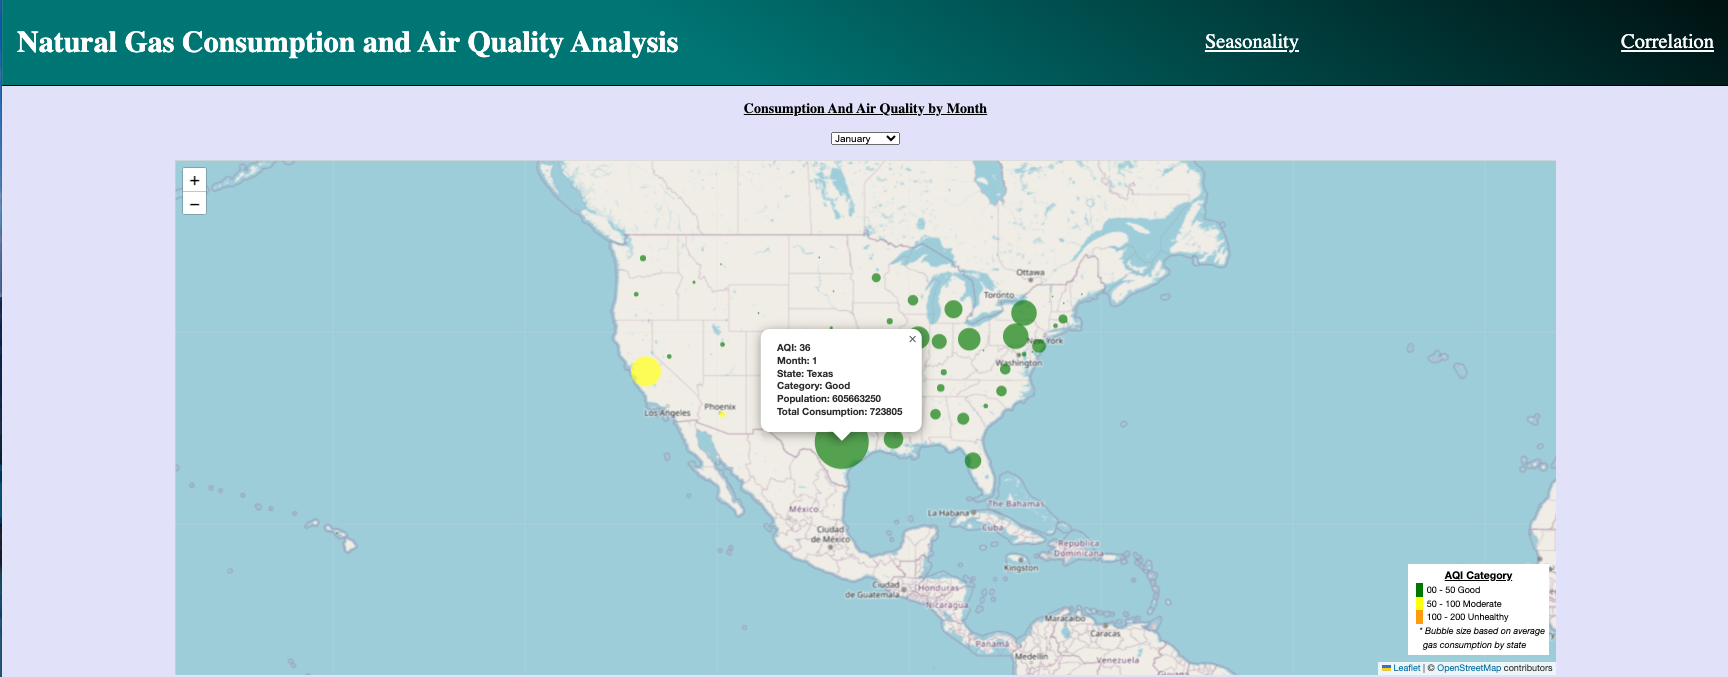 Natural Gas Consumption and Air Quality Analysis
Seasonality
Correlation
Consumption And Air Quality by Month
January
+
−
Ottawa
Toronto
New York
Washington
×
AQI: 36
Month: 1
State: Texas
Category: Good
Population: 605663250
Total Consumption: 723805
Los Angeles
Phoenix
México
Ciudad
de México
La Habana
The Bahamas
Cuba
República
Dominicana
Kingston
Ciudad
de Guatemala
Honduras
Nicaragua
Maracaibo
Caracas
Panamá
Medellín
Venezuela
AQI Category
00 - 50 Good
50 - 100 Moderate
100 - 200 Unhealthy
* Bubble size based on average
gas consumption by state
Leaflet | © OpenStreetMap contributors